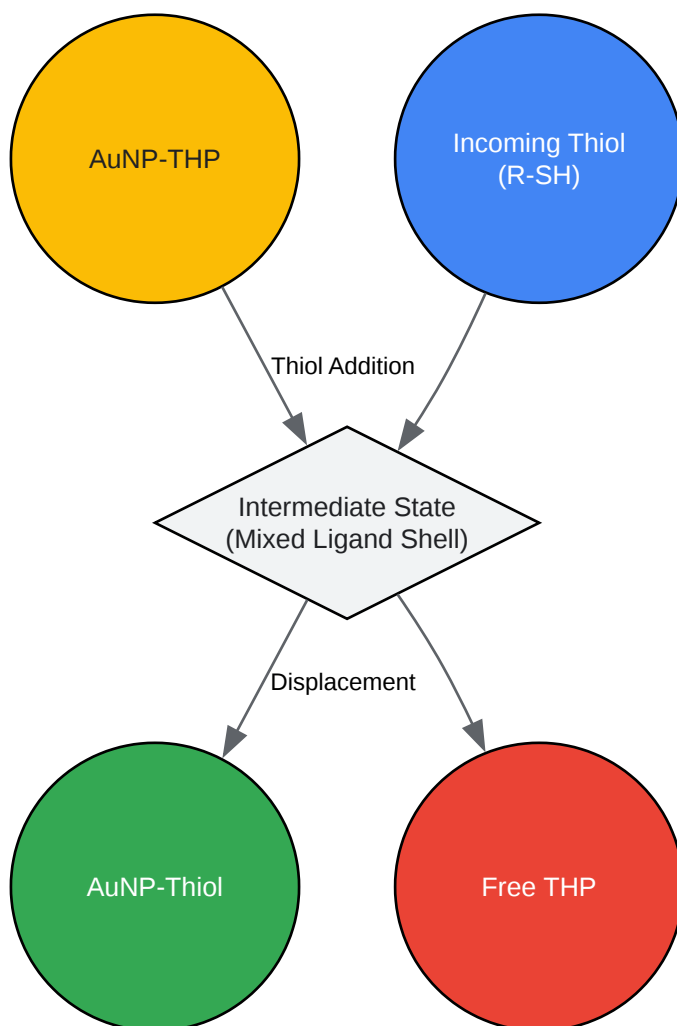 AuNP-THP
Incoming Thiol
(R-SH)
Thiol Addition
Intermediate State
(Mixed Ligand Shell)
Displacement
AuNP-Thiol
Free THP